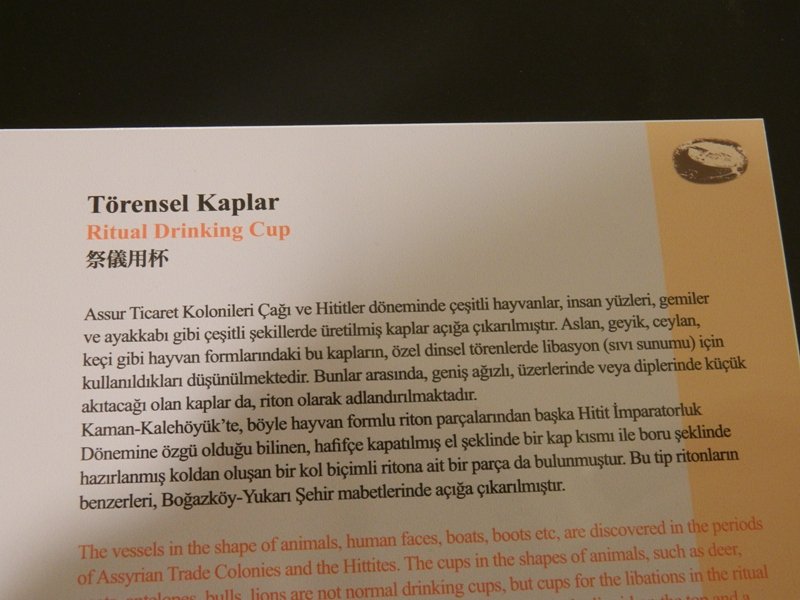 Törensel Kaplar
Ritual Drinking Cup
祭儀用杯
Assur Ticaret Kolonileri Çağı ve Hititler döneminde çeşitli hayvanlar, insan yüzleri, gemiler
ve ayakkabı gibi çeşitli şekillerde üretilmiş kaplar açığa çıkarılmıştır. Aslan, geyik, ceylan,
keçi gibi hayvan formlarındaki bu kapların, özel dinsel törenlerde libasyon (sıvı sunumu) için
kullanıldıkları düşünülmektedir. Bunlar arasında, geniş ağızlı, üzerlerinde veya diplerinde küçük
akıtacağı olan kaplar da, riton olarak adlandırılmaktadır.
Kaman-Kalehöyük’te, böyle hayvan formlu riton parçalarından başka Hitit İmparatorluk
Dönemine özgü olduğu bilinen, hafifçe kapatılmış el şeklinde bir kap kısmı ile boru şeklinde
hazırlanmış koldan oluşan bir kol biçimli ritona ait bir parça da bulunmuştur. Bu tip ritonların
benzerleri, Boğazköy-Yukarı Şehir mabetlerinde açığa çıkarılmıştır.
The vessels in the shape of animals, human faces, boats, boots etc, are discovered in the periods
of Assyrian Trade Colonies and the Hittites. The cups in the shapes of animals, such as deer,
antelopes, bulls, lions are not normal drinking cups, but cups for the libations in the ritual